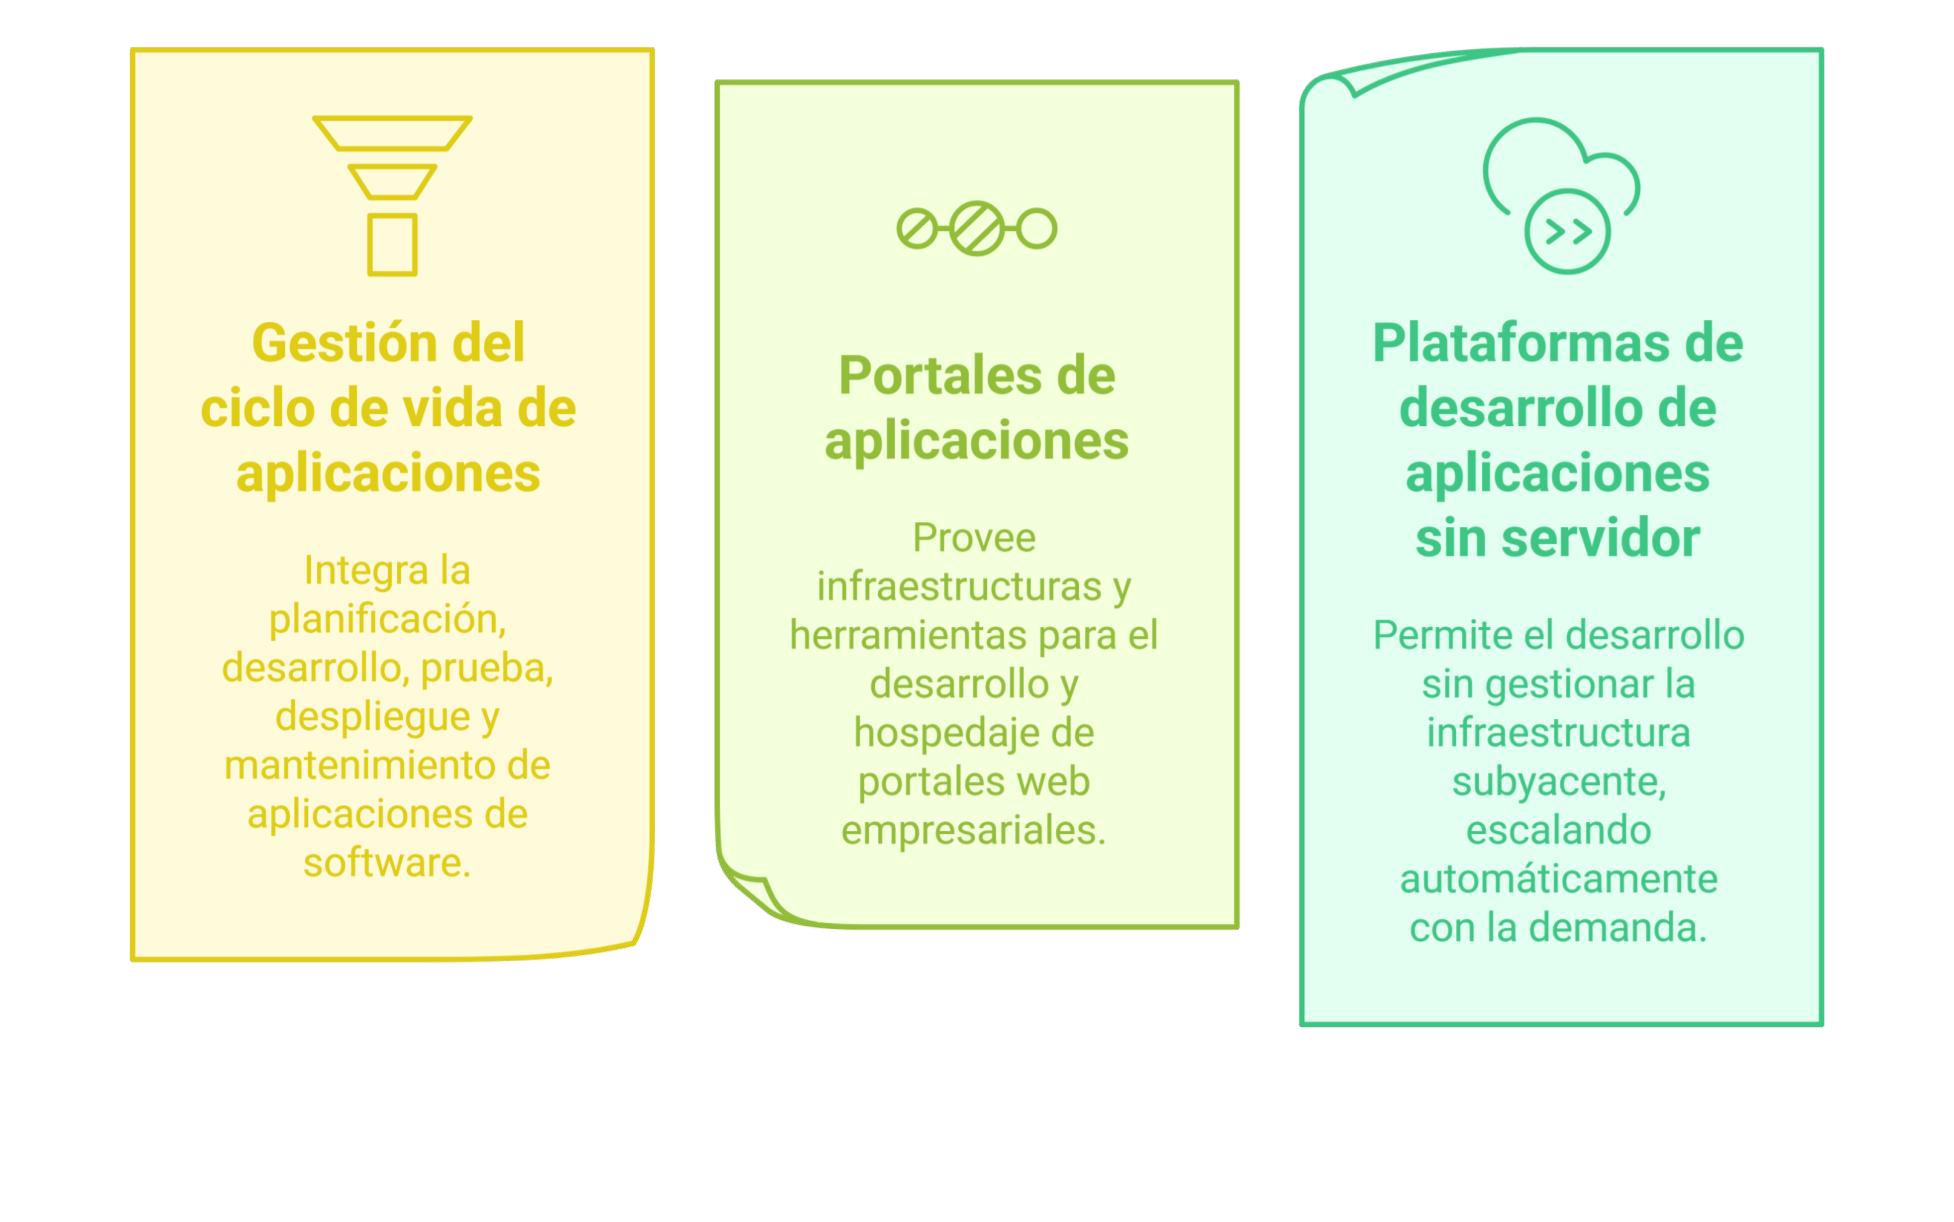 Gestión del
ciclo de vida de
aplicaciones
Integra la
planificación,
desarrollo, prueba,
despliegue y
mantenimiento de
aplicaciones de
software.
Portales de
aplicaciones
Provee
infraestructuras y
herramientas para el
desarrollo y
hospedaje de
portales web
empresariales.
Plataformas de
desarrollo de
aplicaciones
sin servidor
Permite el desarrollo
sin gestionar la
infraestructura
subyacente,
escalando
automáticamente
con la demanda.